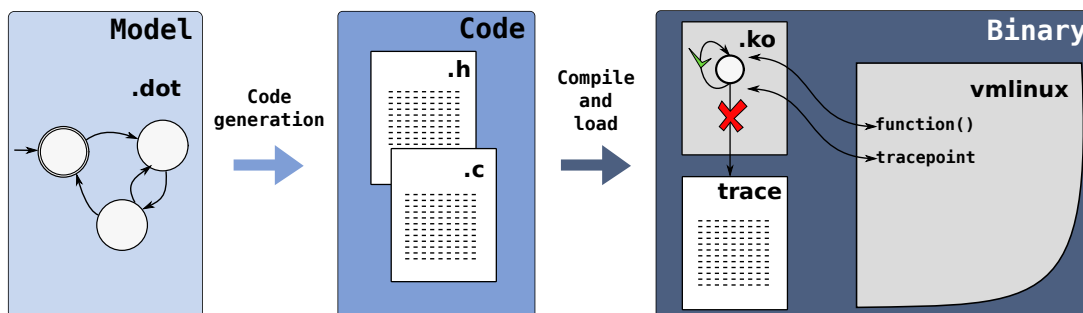 Model
.dot
Code
generation
Code
.h
.c
Compile
and
load
Binary
.ko
trace
vmlinux
function()
tracepoint